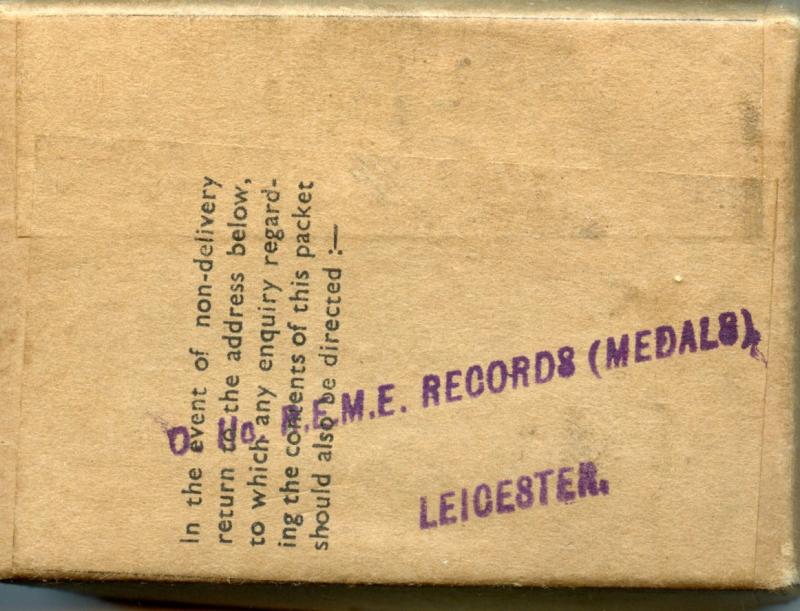 In the event of non-delivery
return to the address below,
to which any enquiry regard-
ing the contents of this packet
should also be directed :—
R.E.M.E. RECORDS (MEDALS),
LEICESTER.